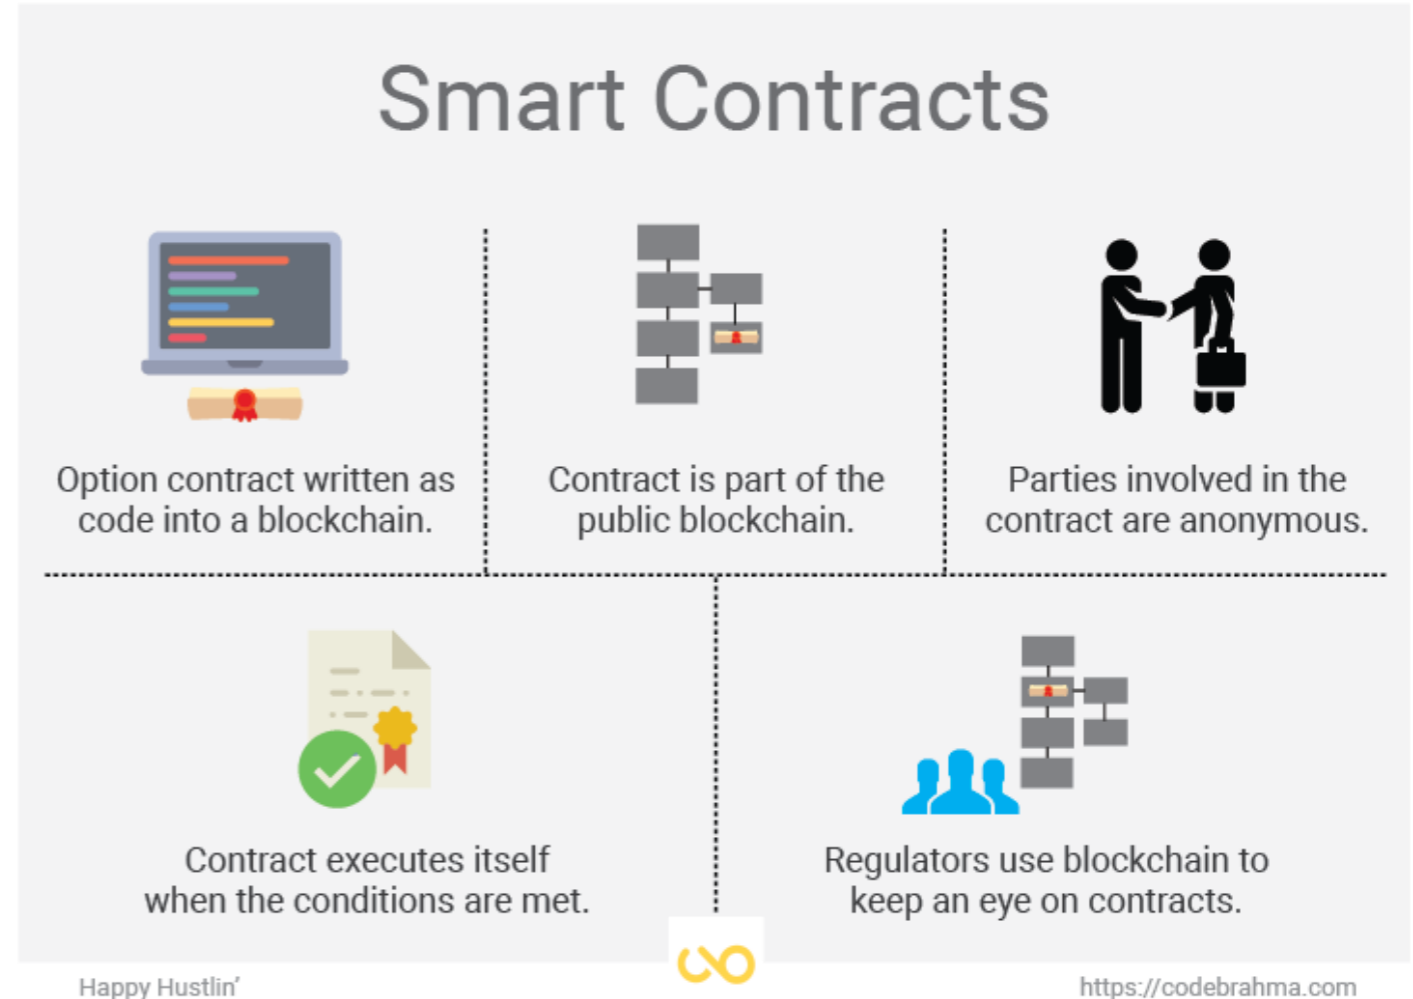 Smart Contracts
Option contract written as
code into a blockchain.
Contract is part of the
public blockchain.
Parties involved in the
contract are anonymous.
Contract executes itself
when the conditions are met.
Regulators use blockchain to
keep an eye on contracts.
Happy Hustlin'
https://codebrahma.com